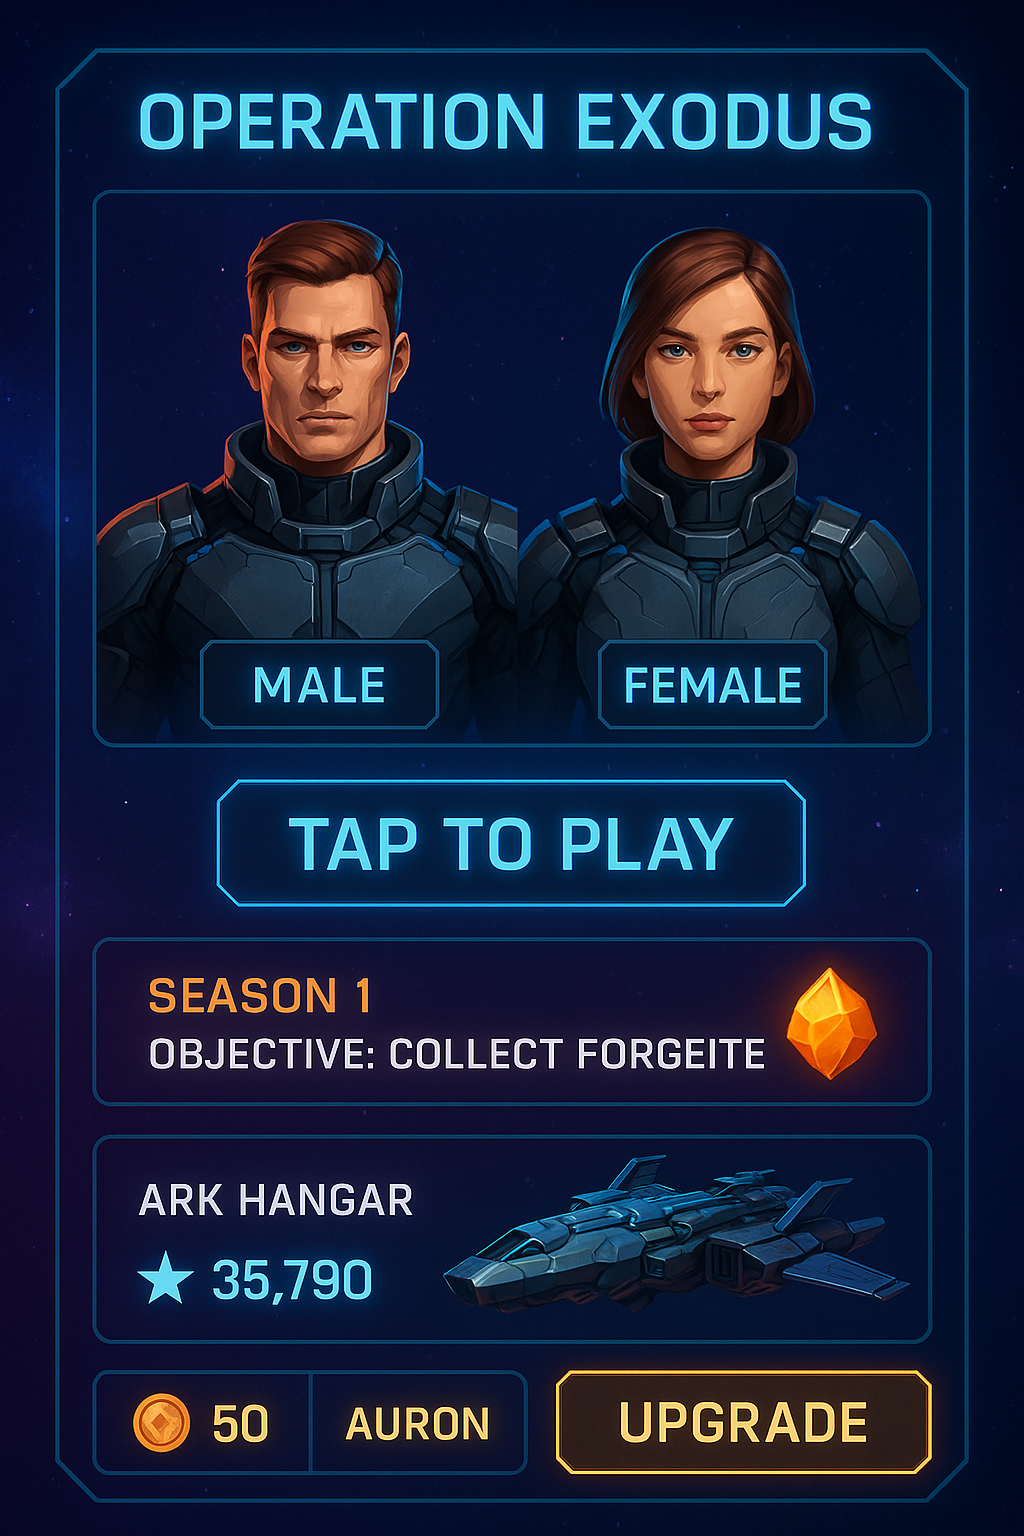 OPERATION EXODUS
MALE
FEMALE
TAP TO PLAY
SEASON 1
OBJECTIVE: COLLECT FORGEITE
ARK HANGAR
35,790
50
AURON
UPGRADE